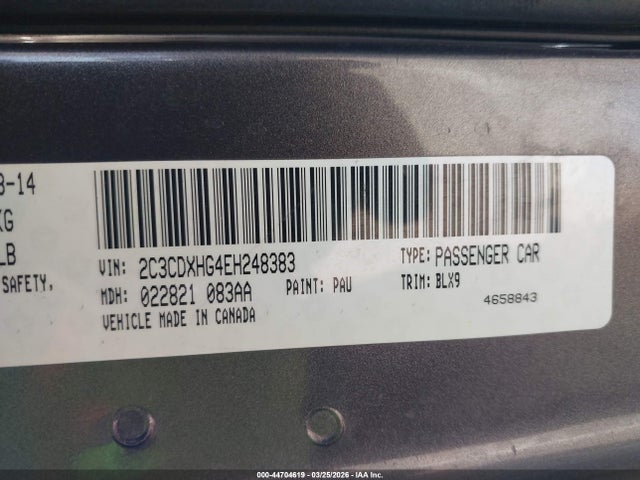 3-14
KG
LB
SAFETY,
VIN: 2C3CDXHG4EH248383 TYPE: PASSENGER CAR
MDH: 022821 083AA PAINT: PAU TRIM: BLX9
VEHICLE MADE IN CANADA 4658843
000-44704619 | 03/25/2026 | IAA Inc.